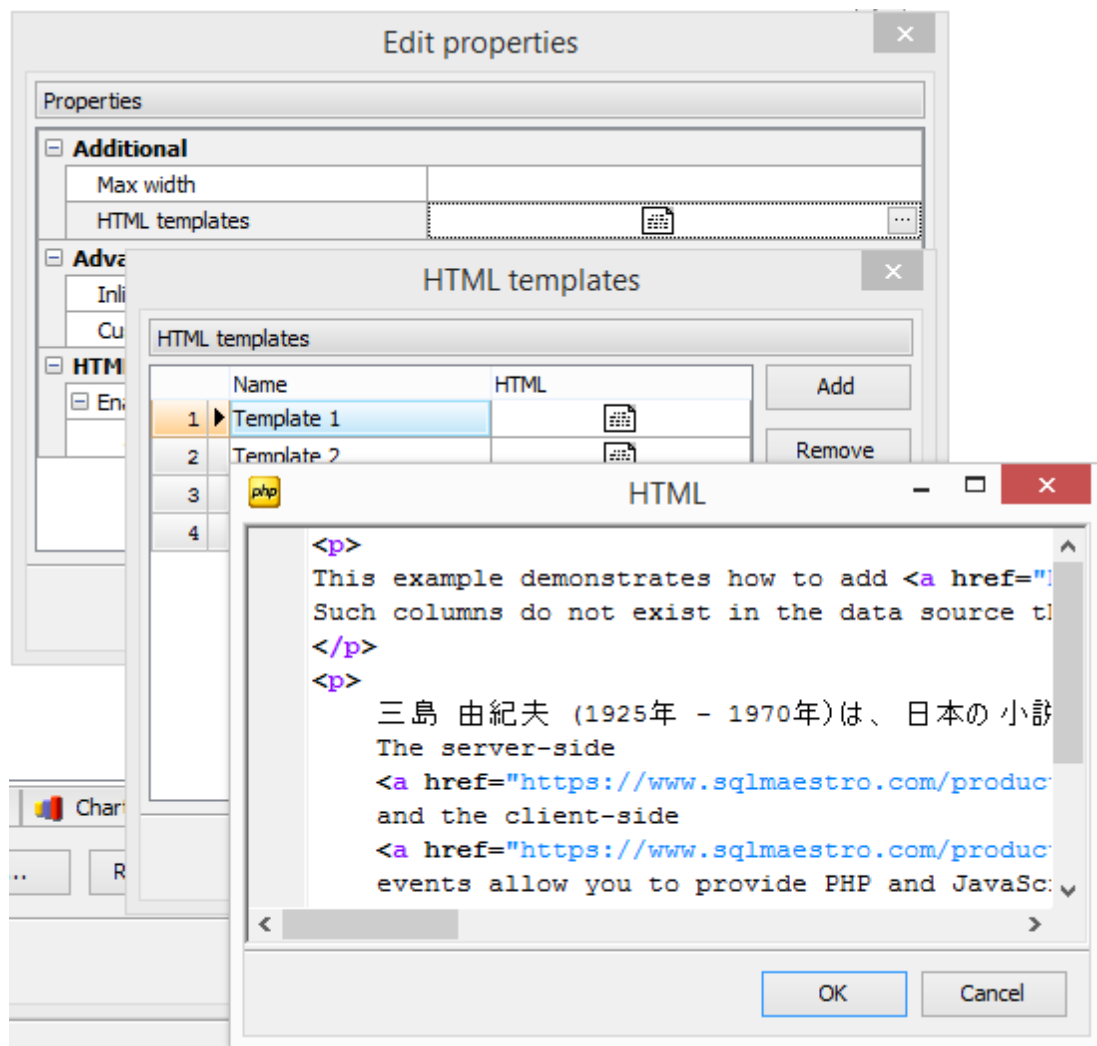 Edit properties
Properties
Additional
Max width
HTML templates
HTML templates
HTML templates
Name HTML
Add
1 Template 1
2 Template 2
Remove
3
4
php
HTML
<p>
This example demonstrates how to add <a href="
Such columns do not exist in the data source
</p>
<p>
三島 由紀夫 (1925年 - 1970年)は、日本の小説
The server-side
<a href="https://www.sqlmaestro.com/produc
and the client-side
<a href="https://www.sqlmaestro.com/produc
events allow you to provide PHP and
OK
Cancel